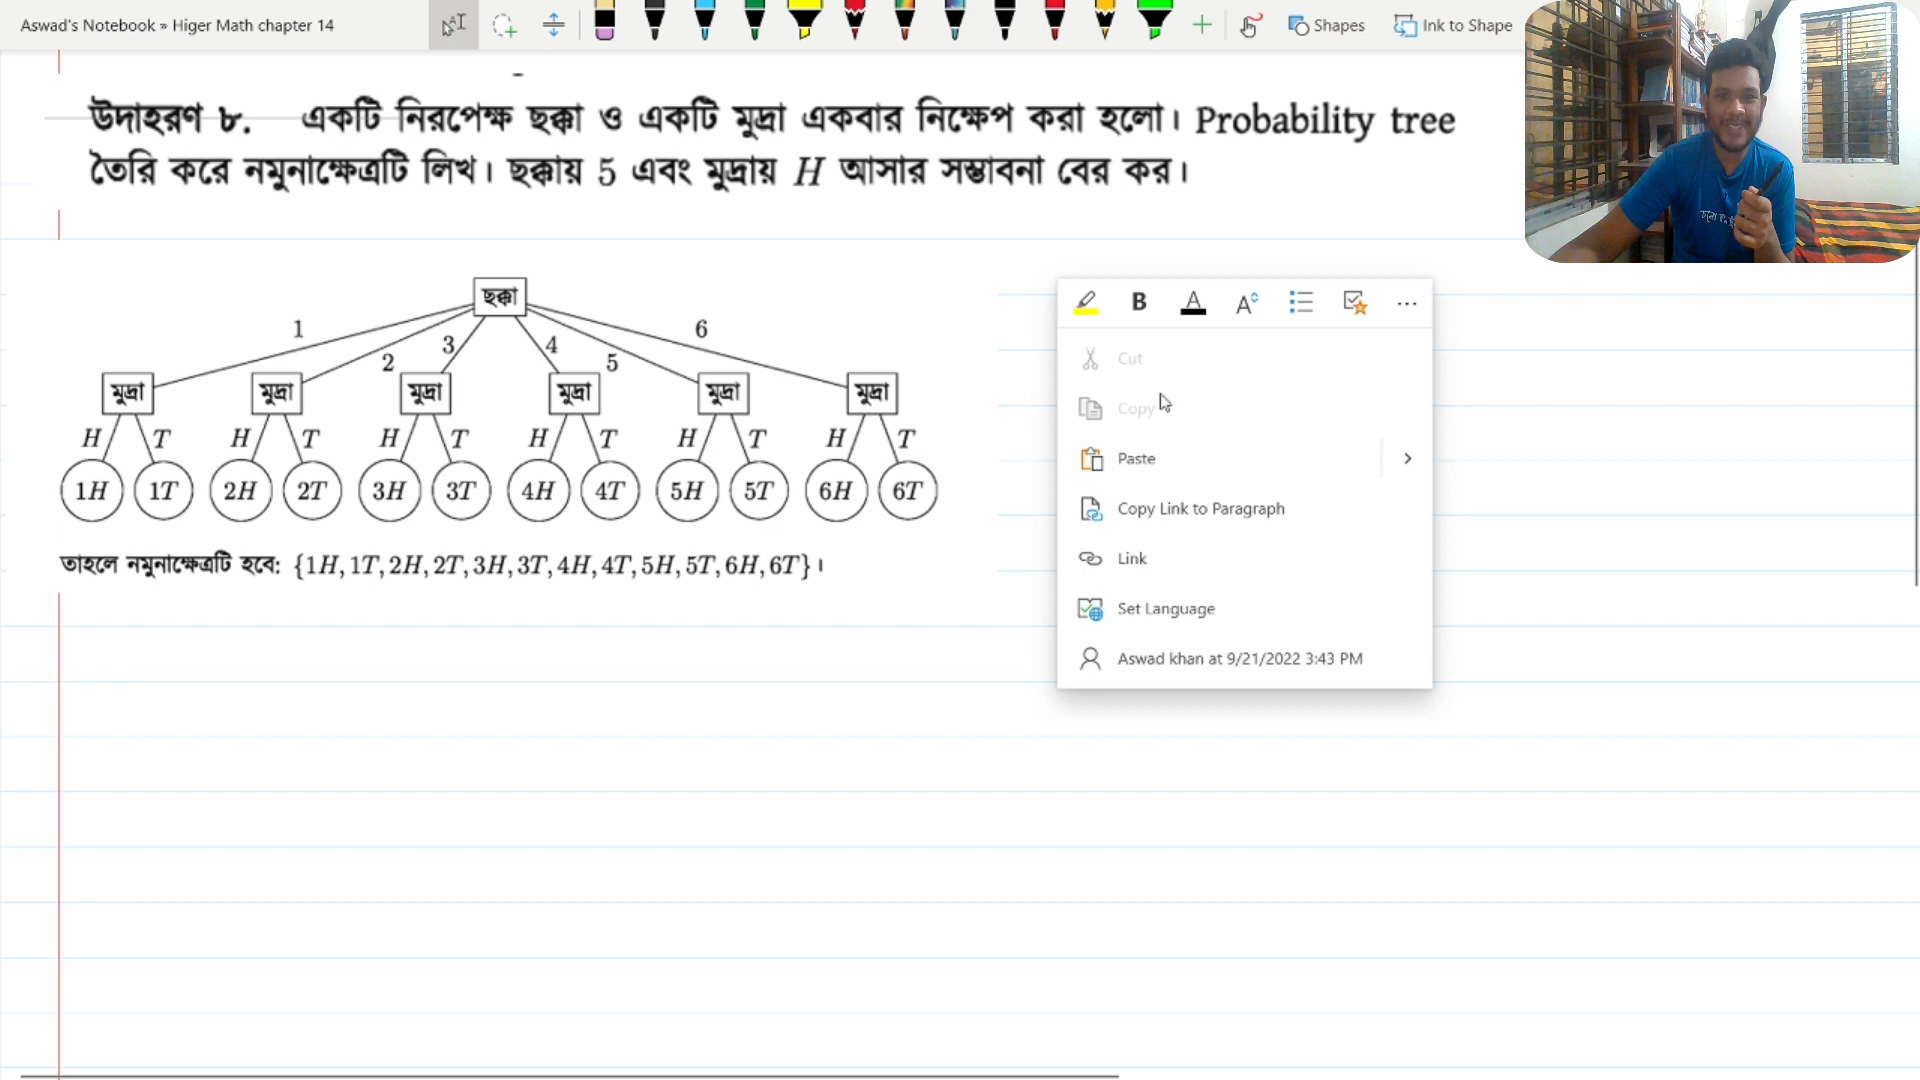 Aswad's Notebook » Higer Math chapter 14
Shapes
Ink to Shape
উদাহরণ ৮. একটি নিরপেক্ষ ছক্কা ও একটি মুদ্রা একবার নিক্ষেপ করা হলো। Probability tree
তৈরি করে নমুনাক্ষেত্রটি লিখ। ছক্কায় 5 এবং মুদ্রায় H আসার সম্ভাবনা বের কর।
ছক্কা
1 2 3 4 5 6
মুদ্রা মুদ্রা মুদ্রা মুদ্রা মুদ্রা মুদ্রা
H T H T H T H T H T H T
1H 1T 2H 2T 3H 3T 4H 4T 5H 5T 6H 6T
তাহলে নমুনাক্ষেত্রটি হবে: {1H, 1T, 2H, 2T, 3H, 3T, 4H, 4T, 5H, 5T, 6H, 6T}।
B A A
Cut
Copy
Paste
Copy Link to Paragraph
Link
Set Language
Aswad khan at 9/21/2022 3:43 PM